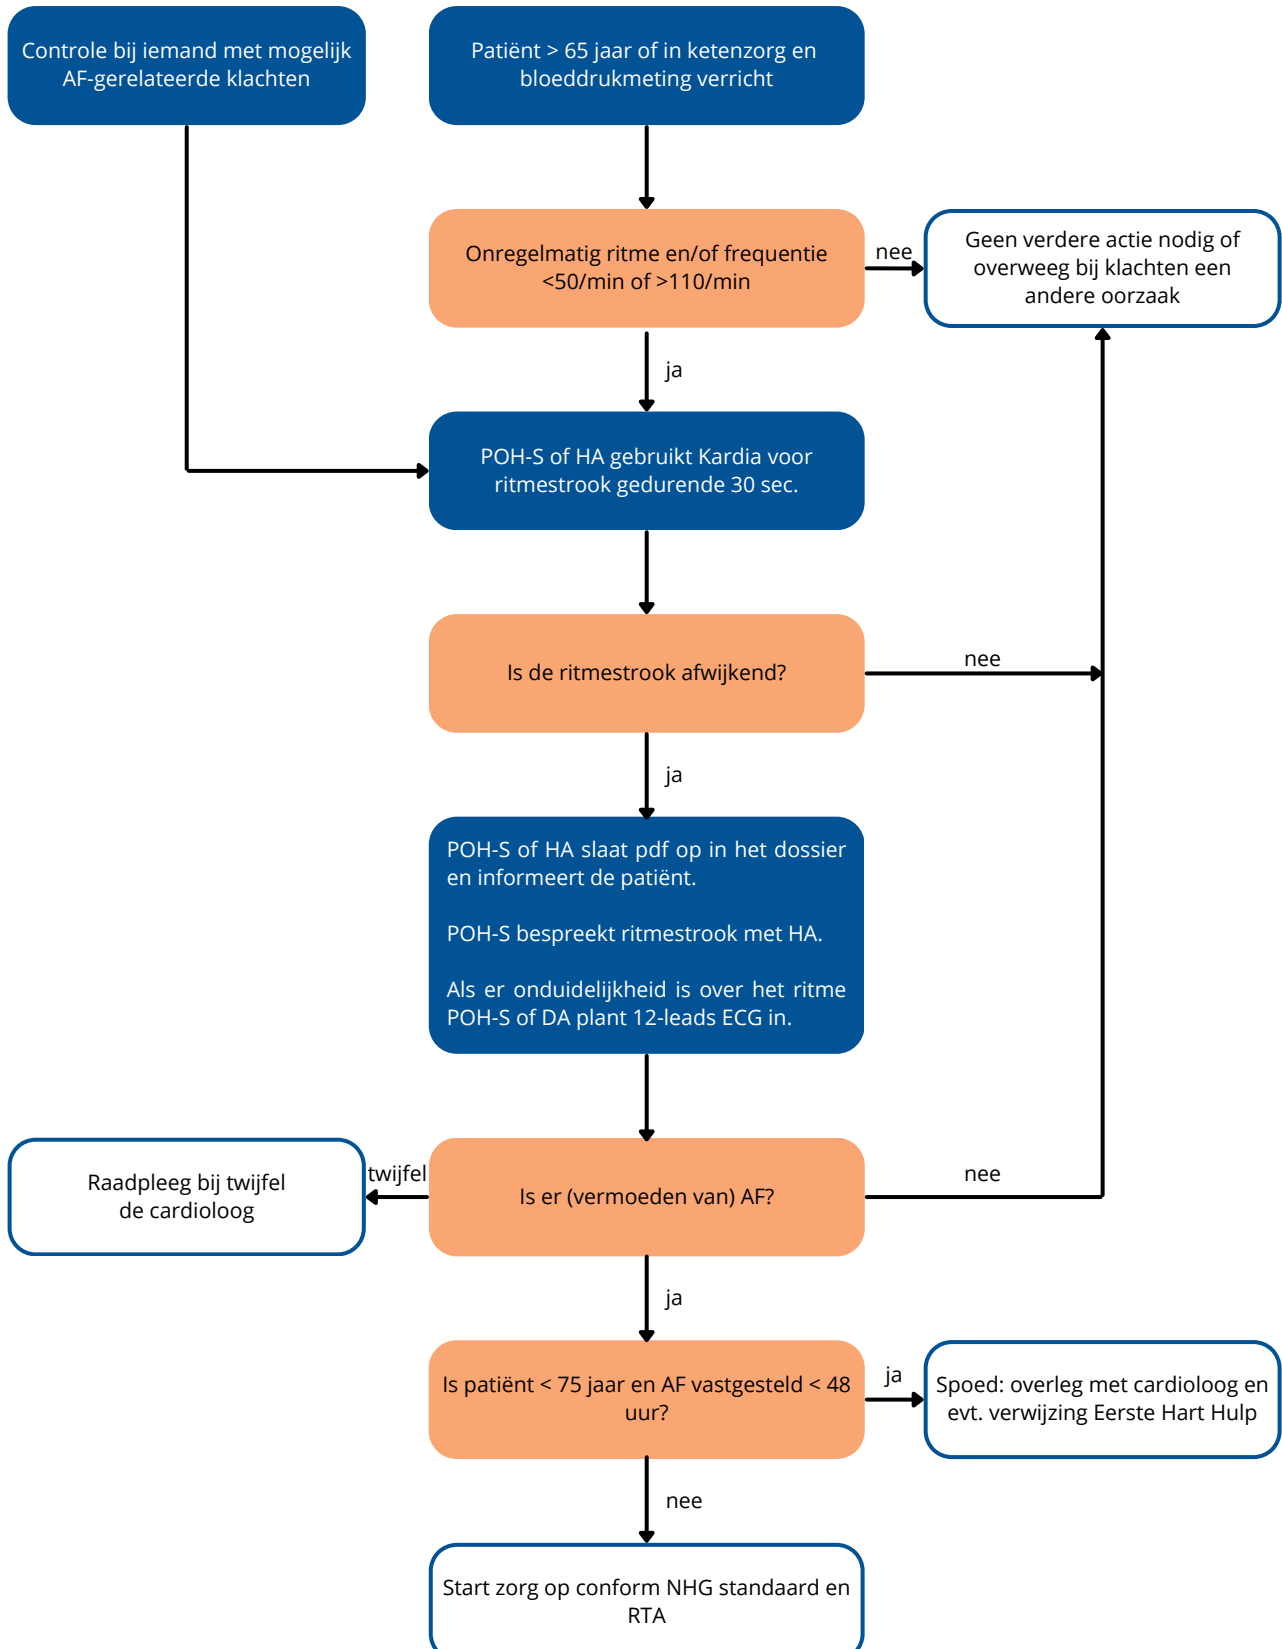 Controle bij iemand met mogelijk
AF-gerelateerde klachten
Patiënt > 65 jaar of in ketenzorg en
bloeddrukmeting verricht
Onregelmatig ritme en/of frequentie
<50/min of >110/min
nee
Geen verdere actie nodig of
overweeg bij klachten een
andere oorzaak
ja
POH-S of HA gebruikt Kardia voor
ritmestrook gedurende 30 sec.
Is de ritmestrook afwijkend?
nee
ja
POH-S of HA slaat pdf op in het dossier
en informeert de patiënt.
POH-S bespreekt ritmestrook met HA.
Als er onduidelijkheid is over het ritme
POH-S of DA plant 12-leads ECG in.
Raadpleeg bij twijfel
de cardioloog
twijfel
Is er (vermoeden van) AF?
nee
ja
Is patiënt < 75 jaar en AF vastgesteld < 48
uur?
ja
Spoed: overleg met cardioloog en
evt. verwijzing Eerste Hart Hulp
nee
Start zorg op conform NHG standaard en
RTA